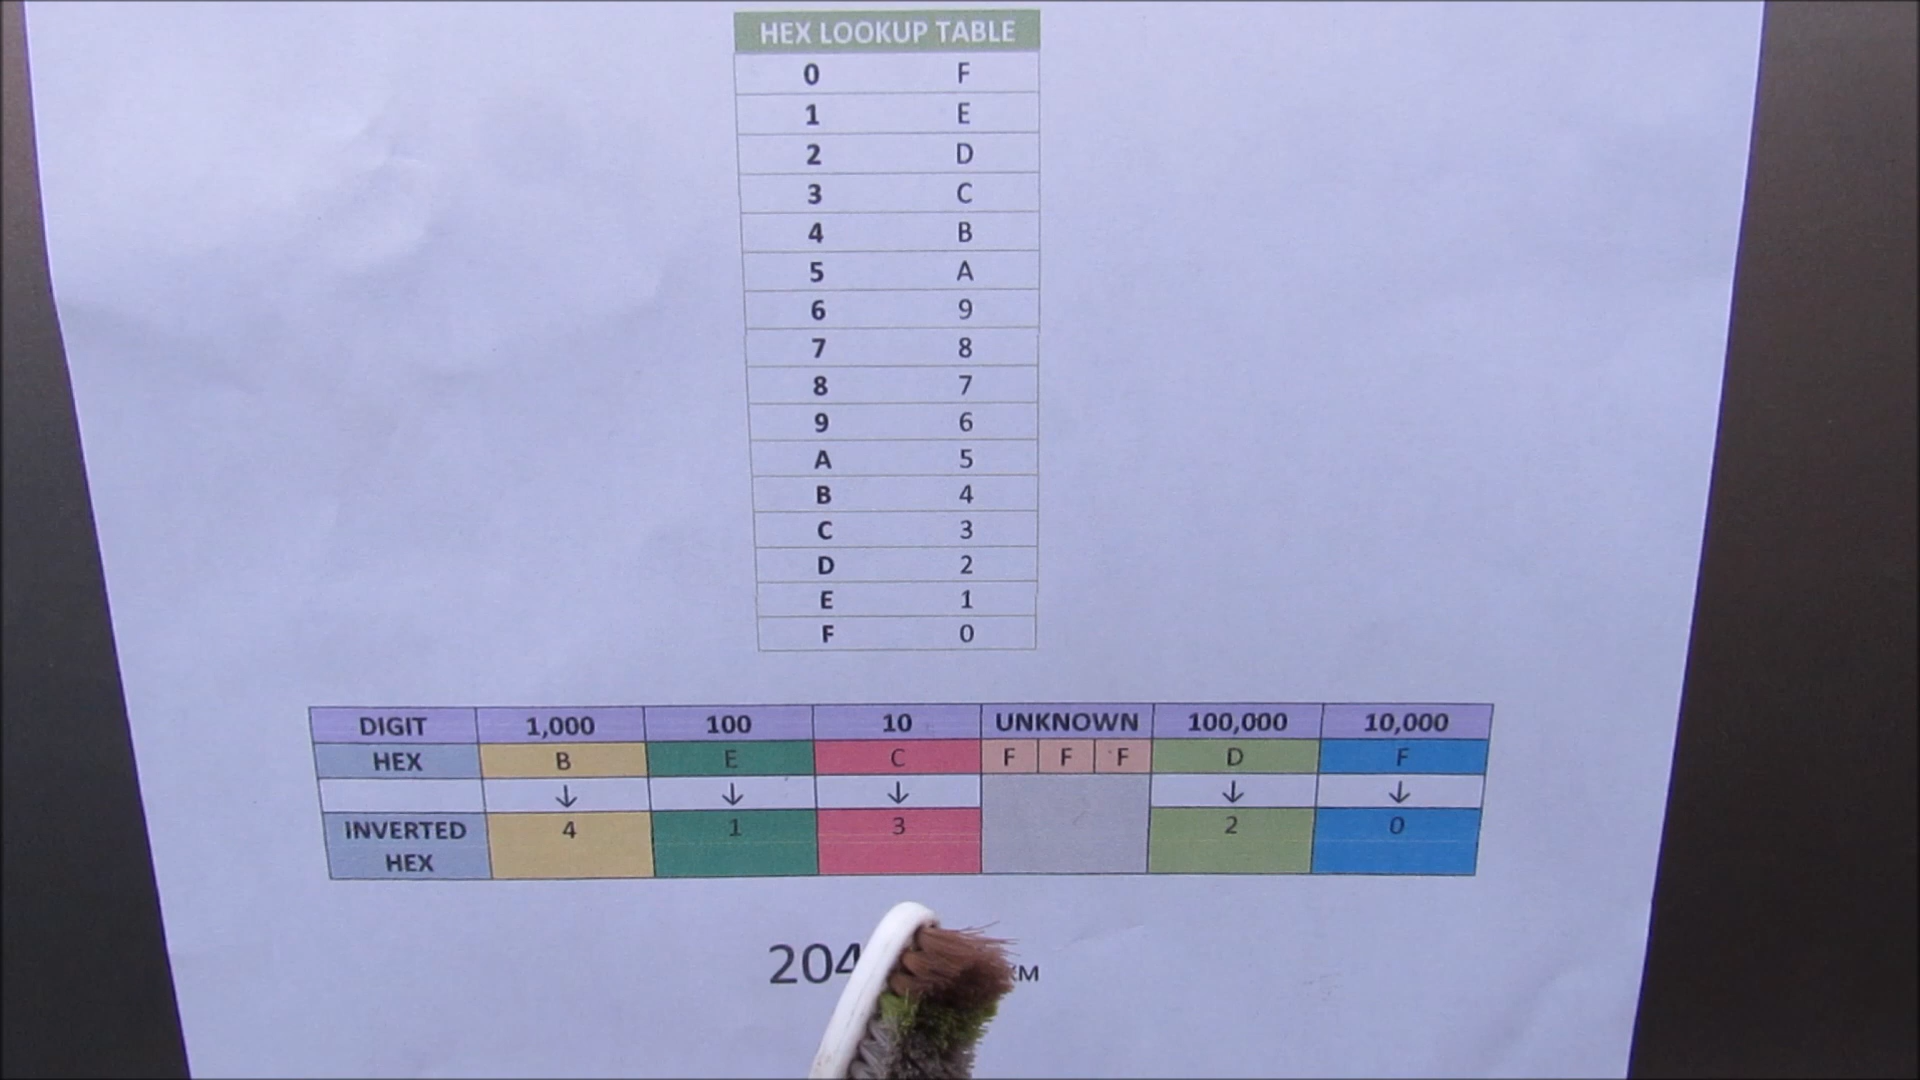 HEX LOOKUP TABLE
0 F
1 E
2 D
3 C
4 B
5 A
6 9
7 8
8 7
9 6
A 5
B 4
C 3
D 2
E 1
F 0
DIGIT 1,000 100 10 UNKNOWN 100,000 10,000
HEX B E C F F F D F
↓ ↓ ↓ ↓ ↓
INVERTED HEX 4 1 3 2 0